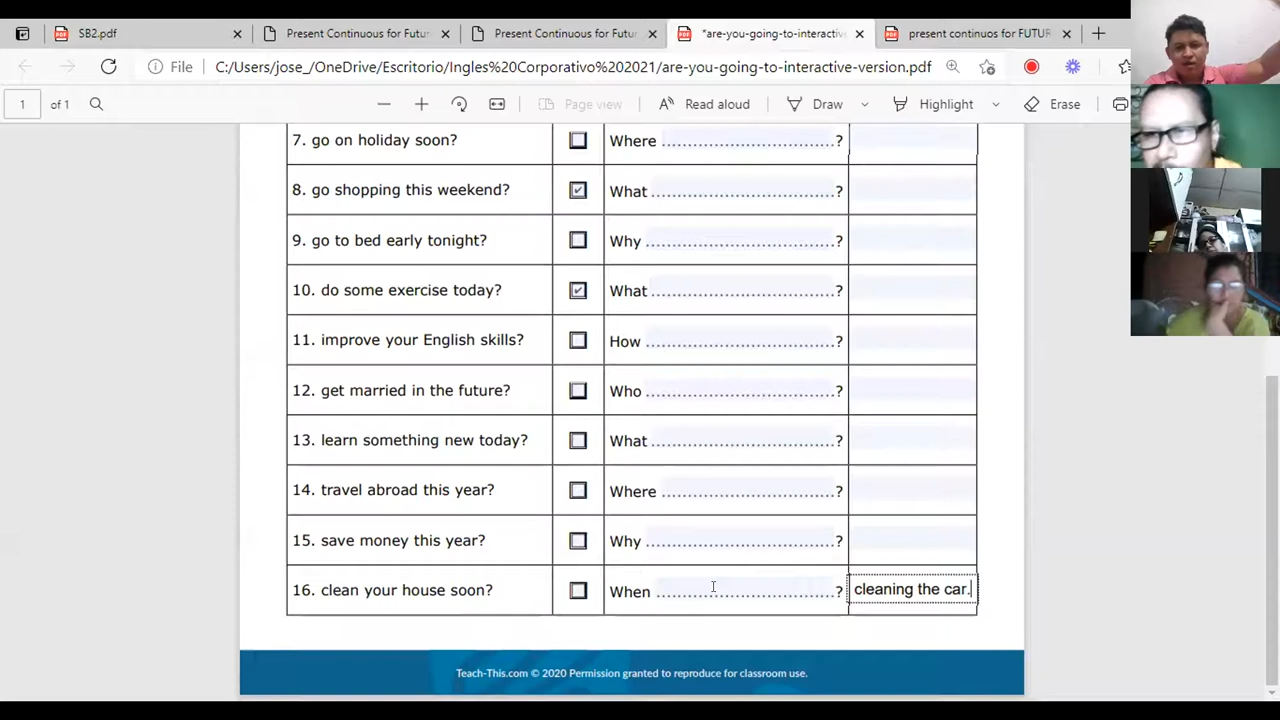 SB2.pdf
Present Continuous for Futur
Present Continuous for Futur
*are-you-going-to-interactive
present continuos for FUTUR
File
C:/Users/jose_/OneDrive/Escritorio/Ingles%20Corporativo%202021/are-you-going-to-interactive-version.pdf
1 of 1
Page view
Read aloud
Draw
Highlight
Erase
7. go on holiday soon? Where ?
8. go shopping this weekend? What ?
9. go to bed early tonight? Why ?
10. do some exercise today? What ?
11. improve your English skills? How ?
12. get married in the future? Who ?
13. learn something new today? What ?
14. travel abroad this year? Where ?
15. save money this year? Why ?
16. clean your house soon? When ? cleaning the car.
Teach-This.com © 2020 Permission granted to reproduce for classroom use.